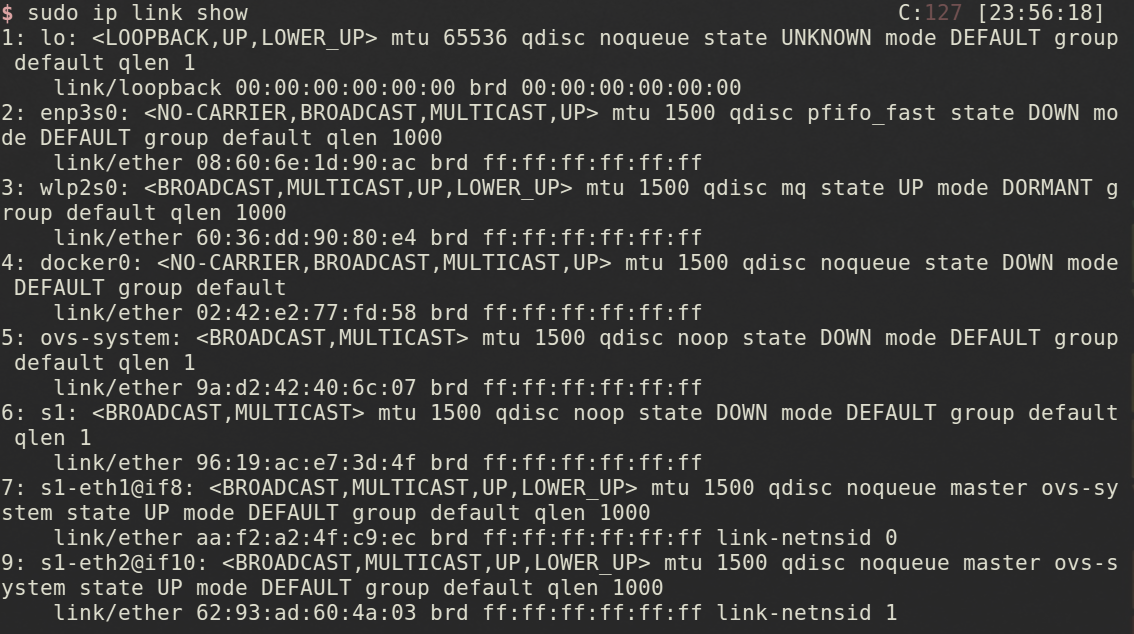 $ sudo ip link show C:127 [23:56:18]
1: lo: <LOOPBACK,UP,LOWER_UP> mtu 65536 qdisc noqueue state UNKNOWN mode DEFAULT group
 default qlen 1
    link/loopback 00:00:00:00:00:00 brd 00:00:00:00:00:00
2: enp3s0: <NO-CARRIER,BROADCAST,MULTICAST,UP> mtu 1500 qdisc pfifo_fast state DOWN mo
de DEFAULT group default qlen 1000
    link/ether 08:60:6e:1d:90:ac brd ff:ff:ff:ff:ff:ff
3: wlp2s0: <BROADCAST,MULTICAST,UP,LOWER_UP> mtu 1500 qdisc mq state UP mode DORMANT g
roup default qlen 1000
    link/ether 60:36:dd:90:80:e4 brd ff:ff:ff:ff:ff:ff
4: docker0: <NO-CARRIER,BROADCAST,MULTICAST,UP> mtu 1500 qdisc noqueue state DOWN mode
 DEFAULT group default
    link/ether 02:42:e2:77:fd:58 brd ff:ff:ff:ff:ff:ff
5: ovs-system: <BROADCAST,MULTICAST> mtu 1500 qdisc noop state DOWN mode DEFAULT group
 default qlen 1
    link/ether 9a:d2:42:40:6c:07 brd ff:ff:ff:ff:ff:ff
6: s1: <BROADCAST,MULTICAST> mtu 1500 qdisc noop state DOWN mode DEFAULT group default
 qlen 1
    link/ether 96:19:ac:e7:3d:4f brd ff:ff:ff:ff:ff:ff
7: s1-eth1@if8: <BROADCAST,MULTICAST,UP,LOWER_UP> mtu 1500 qdisc noqueue master ovs-sy
stem state UP mode DEFAULT group default qlen 1000
    link/ether aa:f2:a2:4f:c9:ec brd ff:ff:ff:ff:ff:ff link-netnsid 0
9: s1-eth2@if10: <BROADCAST,MULTICAST,UP,LOWER_UP> mtu 1500 qdisc noqueue master ovs-s
ystem state UP mode DEFAULT group default qlen 1000
    link/ether 62:93:ad:60:4a:03 brd ff:ff:ff:ff:ff:ff link-netnsid 1